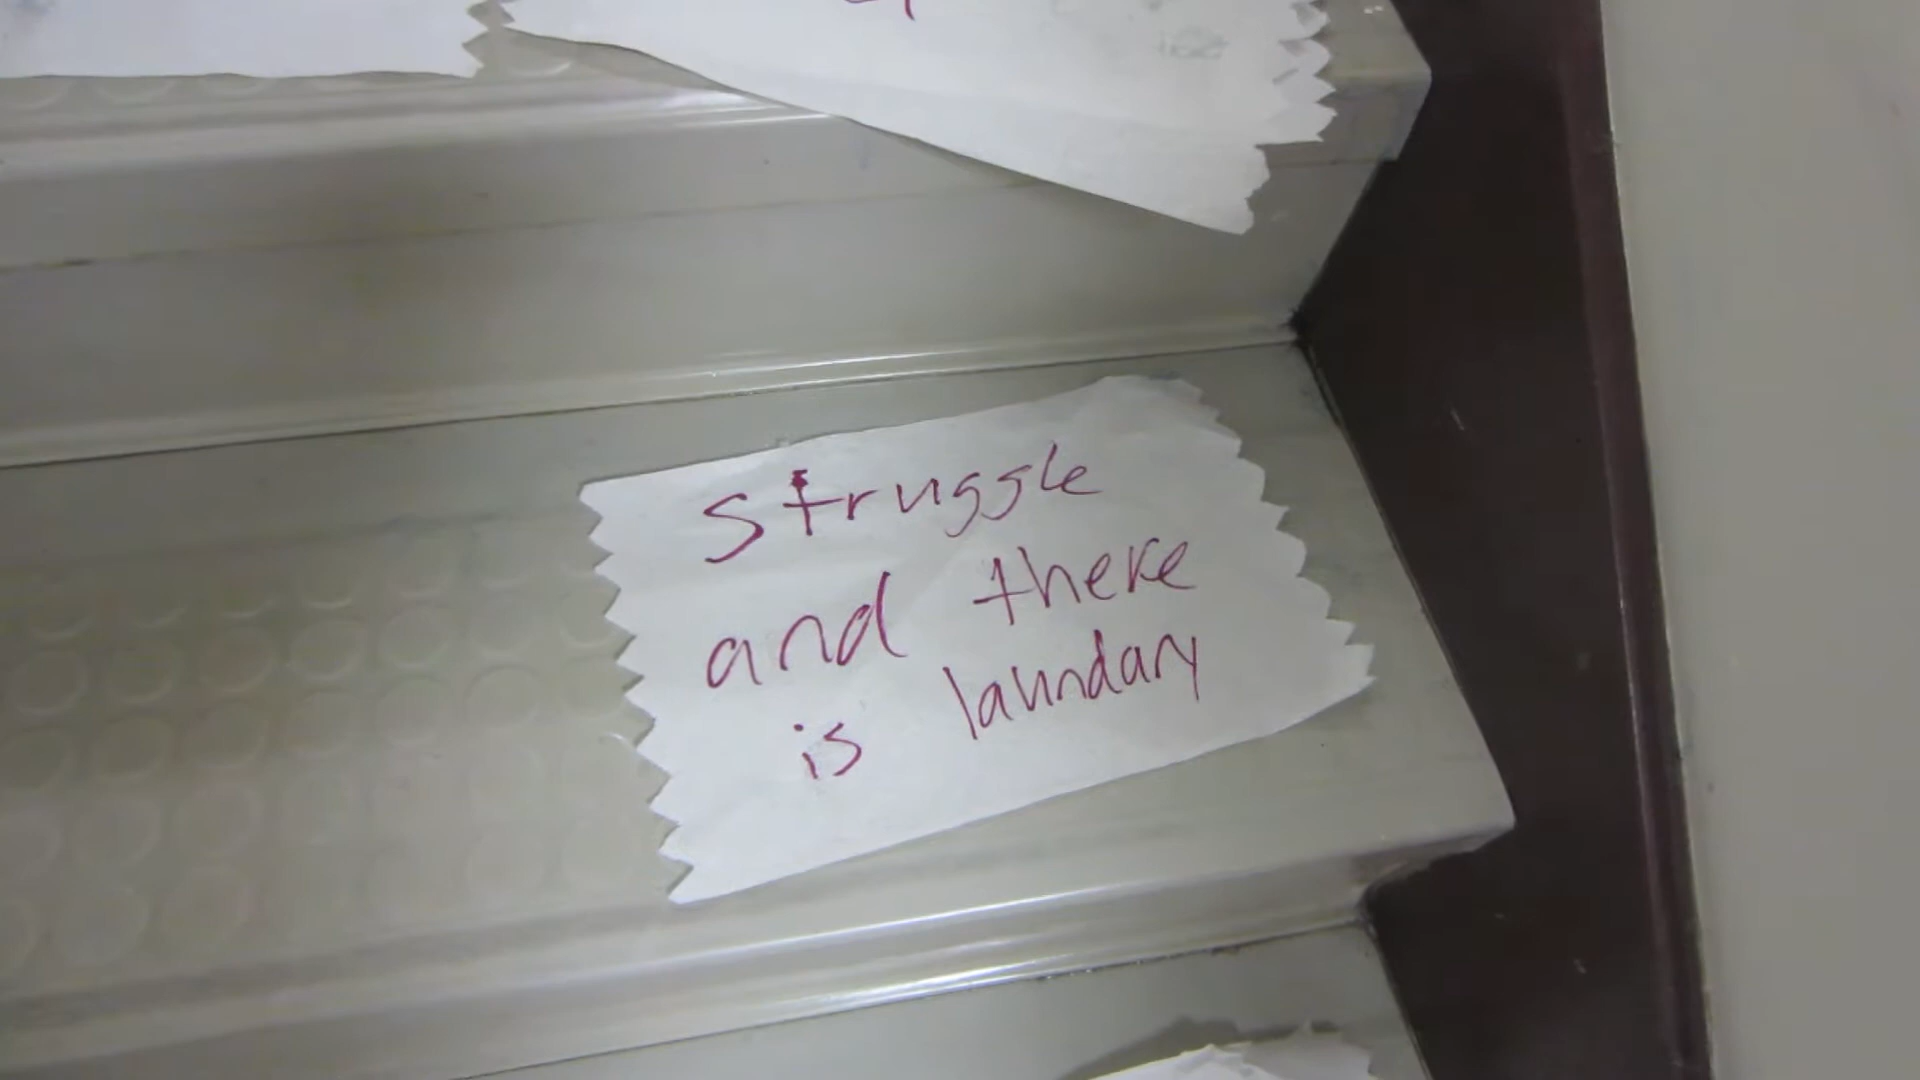 struggle
and there
is laundary